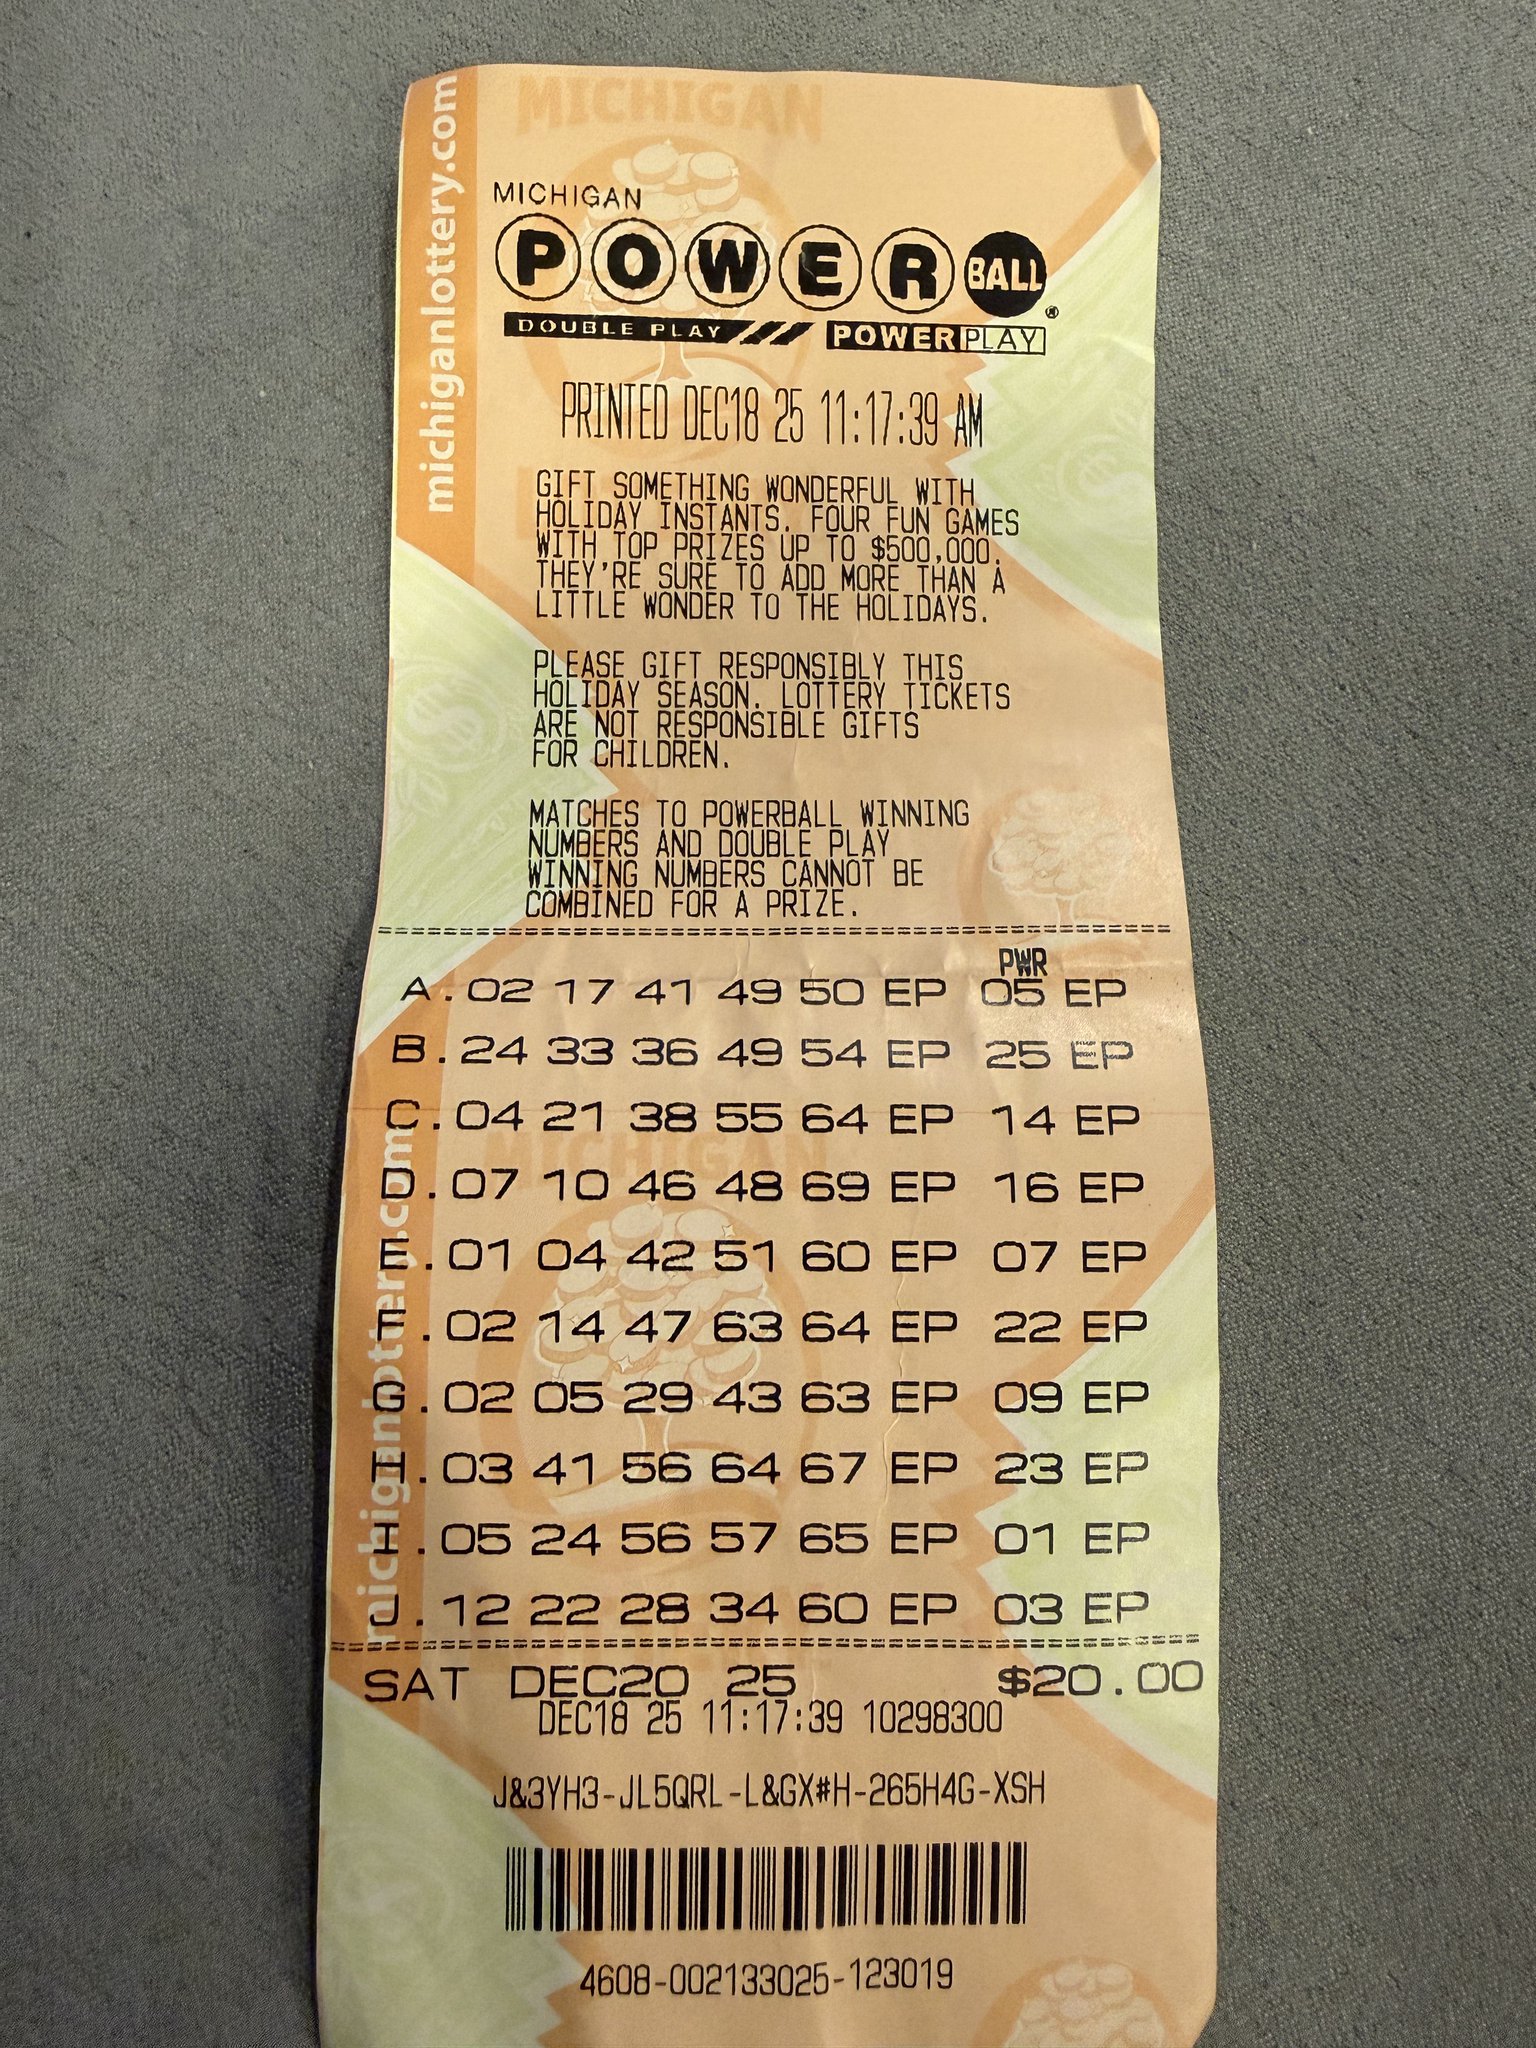 michiganlottery.com
MICHIGAN
MICHIGAN
POWER BALL
DOUBLE PLAY POWERPLAY
PRINTED DEC18 25 11:17:39 AM
GIFT SOMETHING WONDERFUL WITH
HOLIDAY INSTANTS. FOUR FUN GAMES
WITH TOP PRIZES UP TO $500,000.
THEY'RE SURE TO ADD MORE THAN A
LITTLE WONDER TO THE HOLIDAYS.
PLEASE GIFT RESPONSIBLY THIS
HOLIDAY SEASON. LOTTERY TICKETS
ARE NOT RESPONSIBLE GIFTS
FOR CHILDREN.
MATCHES TO POWERBALL WINNING
NUMBERS AND DOUBLE PLAY
WINNING NUMBERS CANNOT BE
COMBINED FOR A PRIZE.
PWR
A. 02 17 41 49 50 EP 05 EP
B. 24 33 36 49 54 EP 25 EP
C. 04 21 38 55 64 EP 14 EP
MICHIGAN
D. 07 10 46 48 69 EP 16 EP
E. 01 04 42 51 60 EP 07 EP
F. 02 14 47 63 64 EP 22 EP
G. 02 05 29 43 63 EP 09 EP
H. 03 41 56 64 67 EP 23 EP
I. 05 24 56 57 65 EP 01 EP
J. 12 22 28 34 60 EP 03 EP
michiganlottery.com
SAT DEC20 25 $20.00
DEC18 25 11:17:39 10298300
J&3YH3-JL5QRL-L&GX#H-265H4G-XSH
4608-002133025-123019